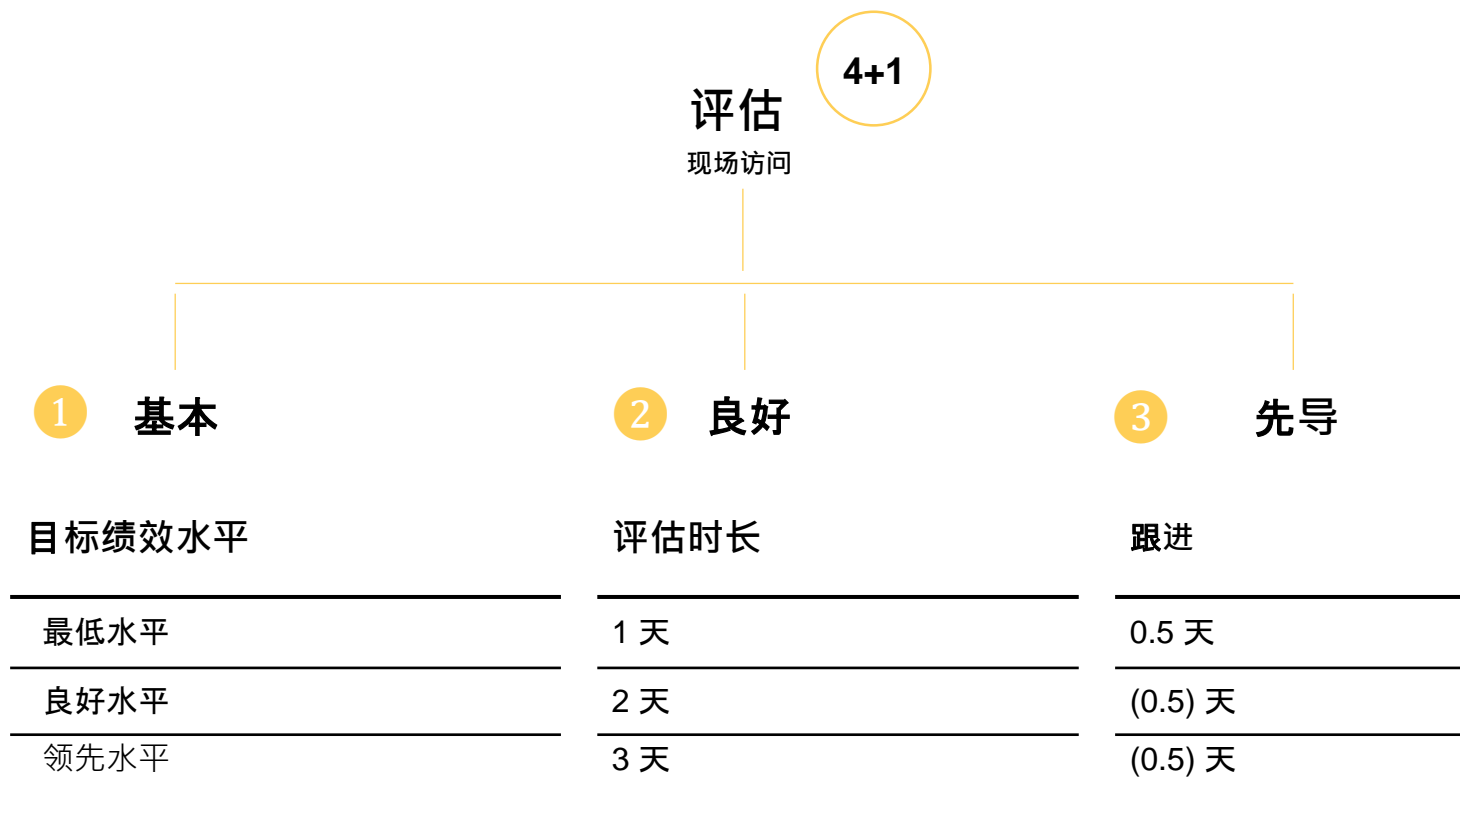 4+1
评估
现场访问
1 基本
2 良好
3 先导
目标绩效水平 评估时长 跟进
最低水平 1 天 0.5 天
良好水平 2 天 (0.5) 天
领先水平 3 天 (0.5) 天